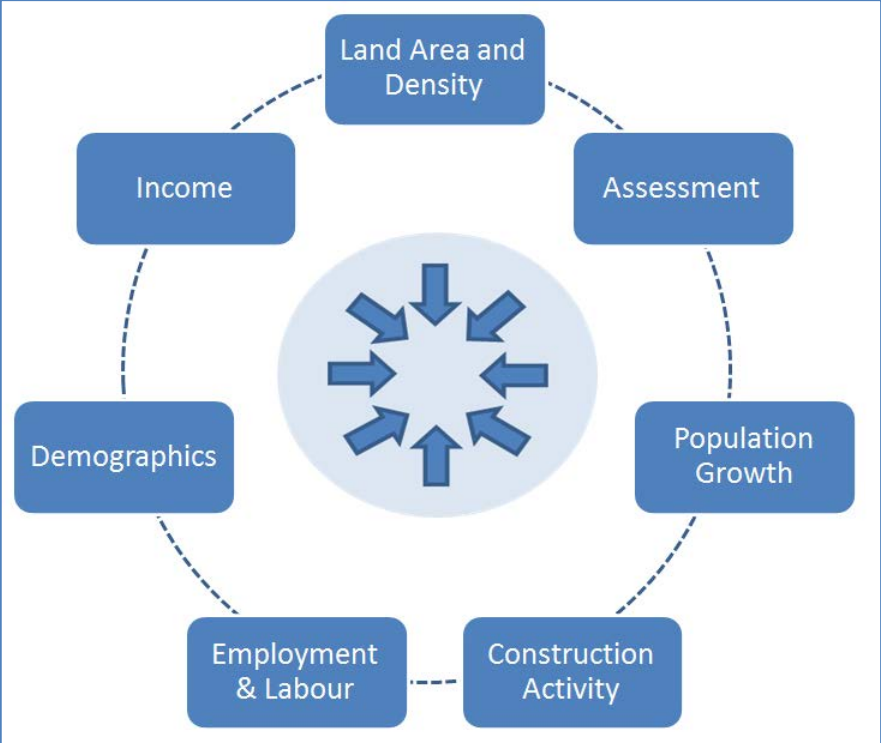 Land Area and
Density
Assessment
Population
Growth
Construction
Activity
Employment
& Labour
Demographics
Income